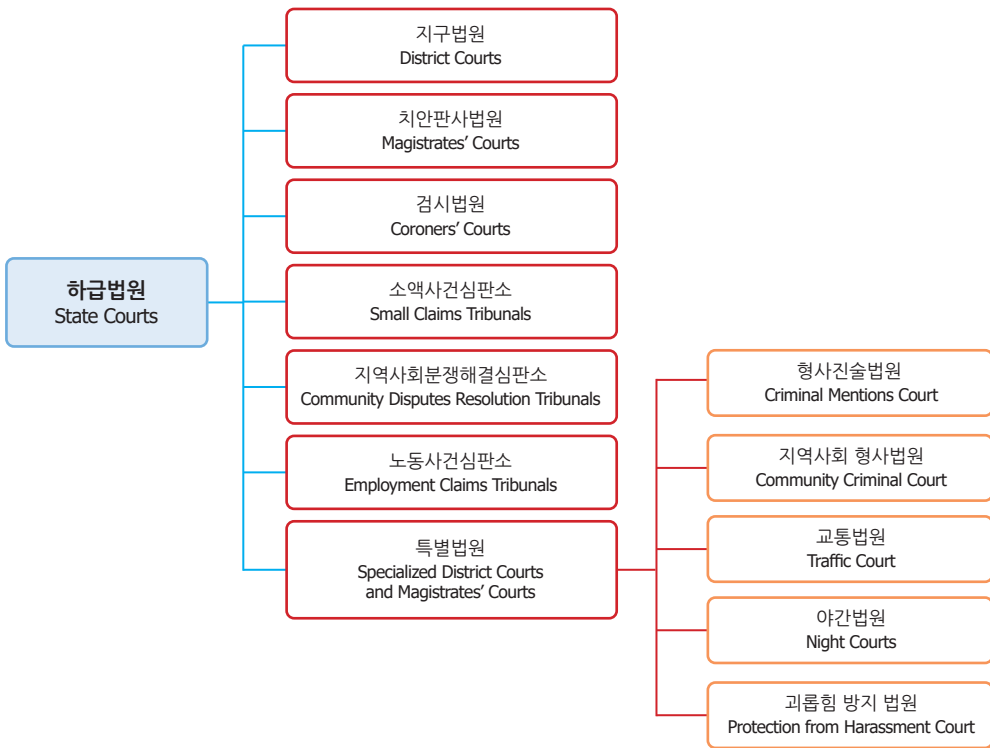 하급법원
State Courts
지구법원
District Courts
치안판사법원
Magistrates’ Courts
검시법원
Coroners’ Courts
소액사건심판소
Small Claims Tribunals
지역사회분쟁해결심판소
Community Disputes Resolution Tribunals
노동사건심판소
Employment Claims Tribunals
특별법원
Specialized District Courts
and Magistrates’ Courts
형사진술법원
Criminal Mentions Court
지역사회 형사법원
Community Criminal Court
교통법원
Traffic Court
야간법원
Night Courts
괴롭힘 방지 법원
Protection from Harassment Court